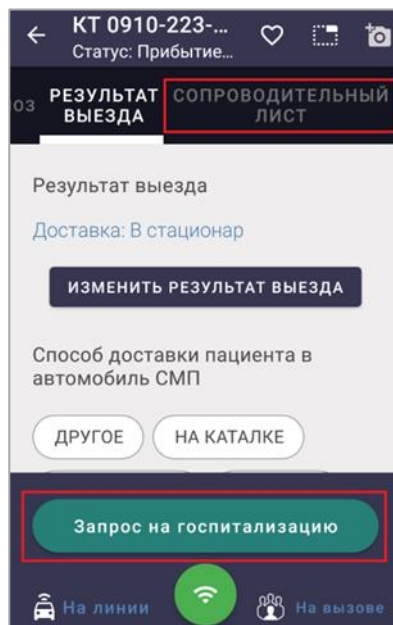 КТ 0910-223-...
Статус: Прибытие...
ОЗ
РЕЗУЛЬТАТ
ВЫЕЗДА
СОПРОВОДИТЕЛЬНЫЙ
ЛИСТ
Результат выезда
Доставка: В стационар
ИЗМЕНИТЬ РЕЗУЛЬТАТ ВЫЕЗДА
Способ доставки пациента в
автомобиль СМП
ДРУГОЕ
НА КАТАЛКЕ
Запрос на госпитализацию
На линии
На вызове